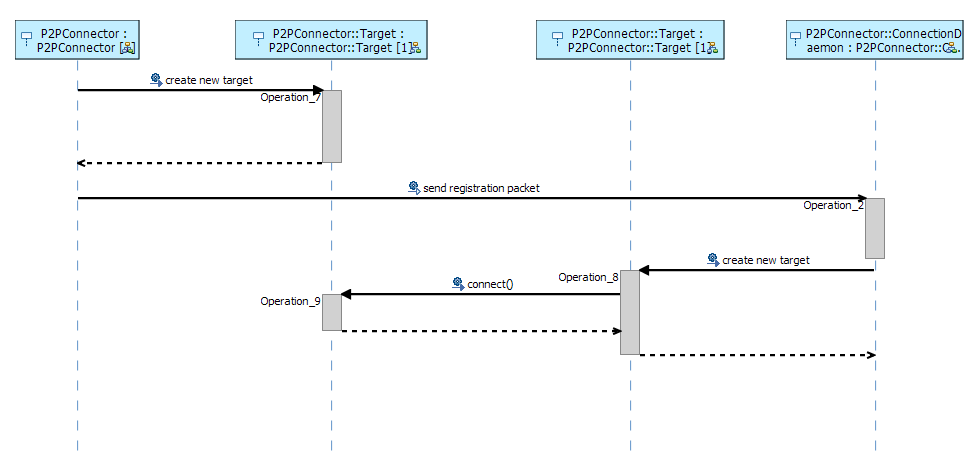 P2PConnector :
P2PConnector [
P2PConnector::Target :
P2PConnector::Target [1]
P2PConnector::Target :
P2PConnector::Target [1]
P2PConnector::ConnectionD
aemon : P2PConnector::C...
create new target
Operation_7
send registration packet
Operation_2
create new target
Operation_8
connect()
Operation_9